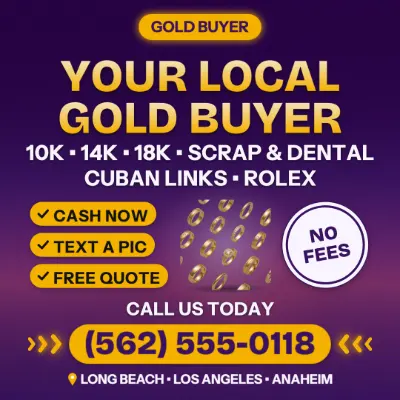 GOLD BUYER
YOUR LOCAL
GOLD BUYER
10K ▪ 14K ▪ 18K ▪ SCRAP & DENTAL
CUBAN LINKS ▪ ROLEX
✓ CASH NOW
✓ TEXT A PIC
✓ FREE QUOTE
NO
FEES
CALL US TODAY
(562) 555-0118
LONG BEACH ▪ LOS ANGELES ▪ ANAHEIM